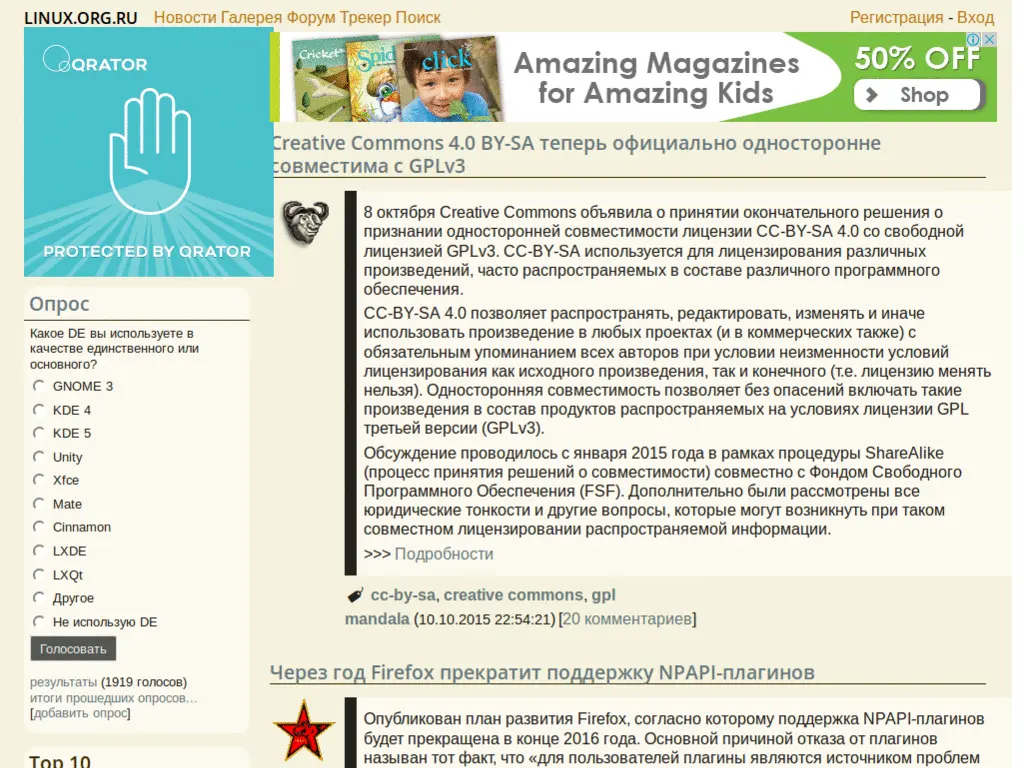 LINUX.ORG.RU Новости Галерея Форум Трекер Поиск Регистрация - Вход
QRATOR
PROTECTED BY QRATOR
Cricket
Spid
click
Amazing Magazines
for Amazing Kids
50% OFF
Shop
Опрос
Какое DE вы используете в
качестве единственного или
основного?
GNOME 3
KDE 4
KDE 5
Unity
Xfce
Mate
Cinnamon
LXDE
LXQt
Другое
Не использую DE
Голосовать
результаты (1919 голосов)
итоги прошедших опросов...
[добавить опрос]
Top 10
Creative Commons 4.0 BY-SA теперь официально односторонне
совместима с GPLv3
8 октября Creative Commons объявила о принятии окончательного решения о
признании односторонней совместимости лицензии CC-BY-SA 4.0 со свободной
лицензией GPLv3. CC-BY-SA используется для лицензирования различных
произведений, часто распространяемых в составе различного программного
обеспечения.
CC-BY-SA 4.0 позволяет распространять, редактировать, изменять и иначе
использовать произведение в любых проектах (и в коммерческих также) с
обязательным упоминанием всех авторов при условии неизменности условий
лицензирования как исходного произведения, так и конечного (т.е. лицензию менять
нельзя). Односторонняя совместимость позволяет без опасений включать такие
произведения в состав продуктов распространяемых на условиях лицензии GPL
третьей версии (GPLv3).
Обсуждение проводилось с января 2015 года в рамках процедуры ShareAlike
(процесс принятия решений о совместимости) совместно с Фондом Свободного
Программного Обеспечения (FSF). Дополнительно были рассмотрены все
юридические тонкости и другие вопросы, которые могут возникнуть при таком
совместном лицензировании распространяемой информации.
>>> Подробности
cc-by-sa, creative commons, gpl
mandala (10.10.2015 22:54:21) [20 комментариев]
Через год Firefox прекратит поддержку NPAPI-плагинов
Опубликован план развития Firefox, согласно которому поддержка NPAPI-плагинов
будет прекращена в конце 2016 года. Основной причиной отказа от плагинов
назван тот факт, что «для пользователей плагины являются источником проблем